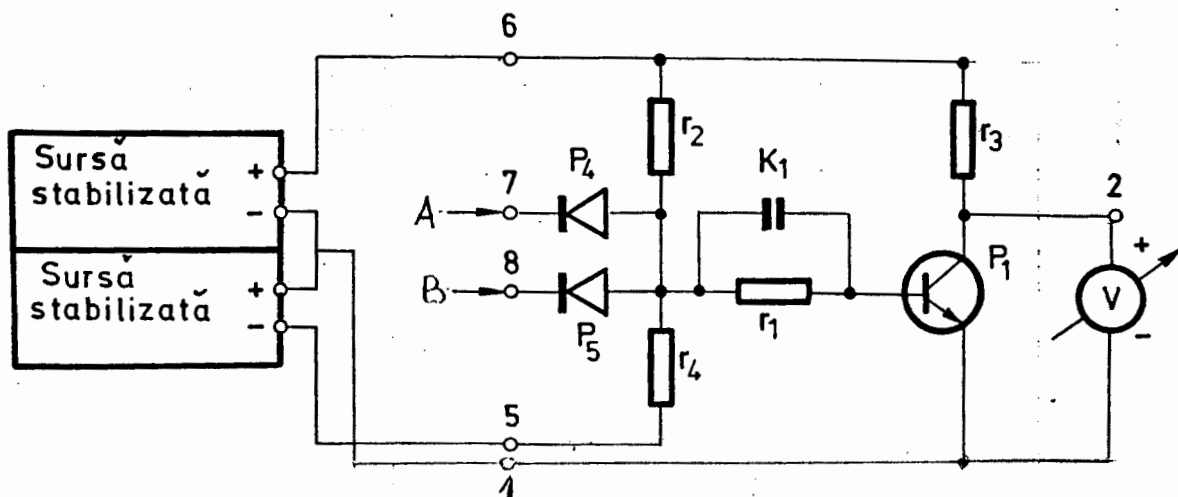 6
Sursă
stabilizată
+
-
Sursă
stabilizată
+
-
r2
r3
P4
7
A
K1
2
8
B
P5
r1
P1
+
V
-
r4
5
1